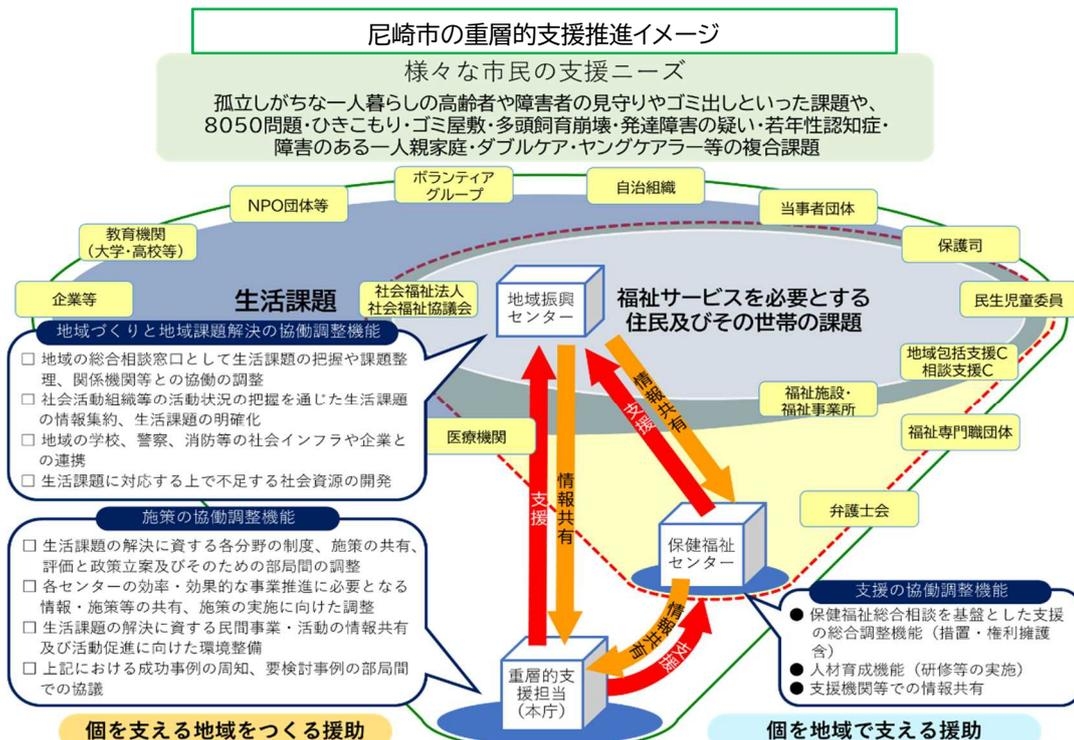 尼崎市の重層的支援推進イメージ
様々な市民の支援ニーズ
孤立しがちな一人暮らしの高齢者や障害者の見守りやゴミ出しといった課題や、
8050問題・ひきこもり・ゴミ屋敷・多頭飼育崩壊・発達障害の疑い・若年性認知症・
障害のある一人親家庭・ダブルケア・ヤングケアラー等の複合課題
ボランティア
グループ
自治組織
NPO団体等
当事者団体
教育機関
(大学・高校等)
保護司
企業等
生活課題
社会福祉法人
社会福祉協議会
地域振興
センター
福祉サービスを必要とする
住民及びその世帯の課題
民生児童委員
地域づくりと地域課題解決の協働調整機能
□ 地域の総合相談窓口として生活課題の把握や課題整
理、関係機関等との協働の調整
□ 社会活動組織等の活動状況の把握を通じた生活課題
の情報集約、生活課題の明確化
□ 地域の学校、警察、消防等の社会インフラや企業と
の連携
□ 生活課題に対応する上で不足する社会資源の開発
地域包括支援C
相談支援C
福祉施設・
福祉事業所
医療機関
福祉専門職団体
弁護士会
支援
情報共有
支援
情報共有
保健福祉
センター
施策の協働調整機能
□ 生活課題の解決に資する各分野の制度、施策の共有、
評価と政策立案及びそのための部局間の調整
□ 各センターの効率・効果的な事業推進に必要となる
情報・施策等の共有、施策の実施に向けた調整
□ 生活課題の解決に資する民間事業・活動の情報共有
及び活動促進に向けた環境整備
□ 上記における成功事例の周知、要検討事例の部局間
での協議
情報共有
支援
重層的支
援担当
(本庁)
支援の協働調整機能
● 保健福祉総合相談を基盤とした支援
の総合調整機能(措置・権利擁護
含)
● 人材育成機能(研修等の実施)
● 支援機関等での情報共有
個を支える地域をつくる援助
個を地域で支える援助